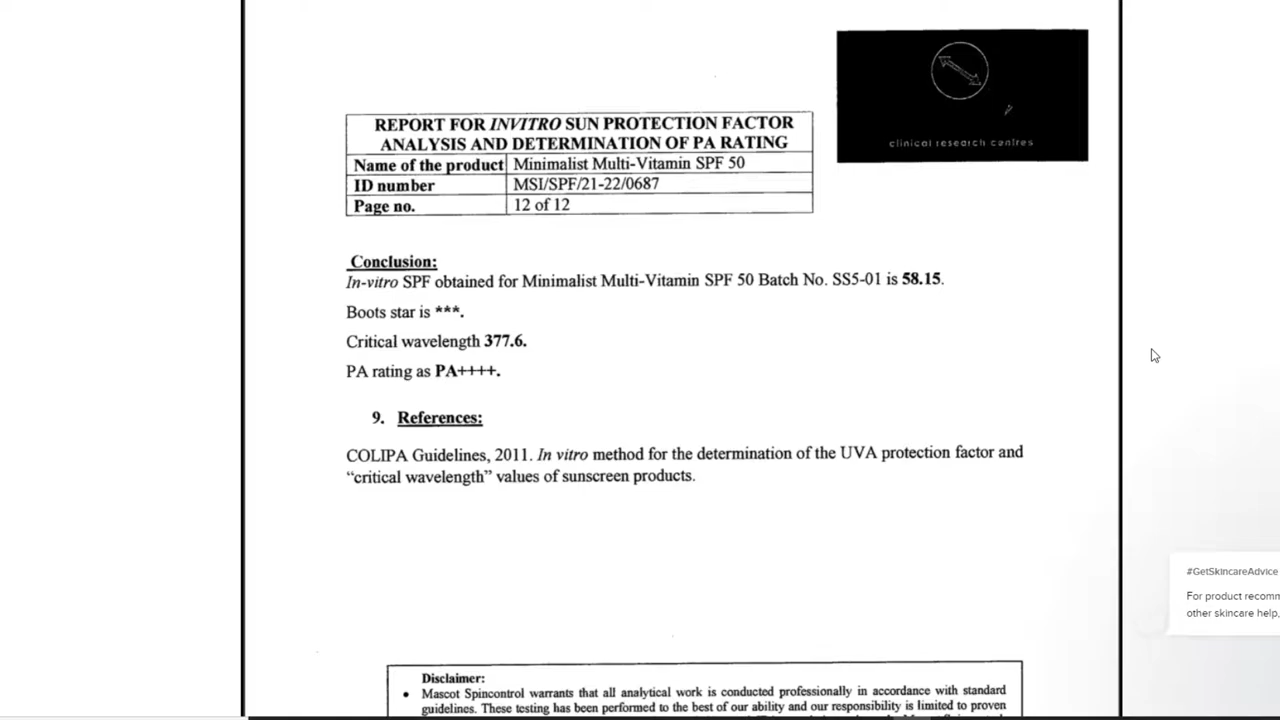 clinical research centres
REPORT FOR INVITRO SUN PROTECTION FACTOR
ANALYSIS AND DETERMINATION OF PA RATING
Name of the product Minimalist Multi-Vitamin SPF 50
ID number MSI/SPF/21-22/0687
Page no. 12 of 12
Conclusion:
In-vitro SPF obtained for Minimalist Multi-Vitamin SPF 50 Batch No. SS5-01 is 58.15.
Boots star is ***.
Critical wavelength 377.6.
PA rating as PA++++.
9. References:
COLIPA Guidelines, 2011. In vitro method for the determination of the UVA protection factor and
“critical wavelength” values of sunscreen products.
#GetSkincareAdvice
For product recomm
other skincare help,
Disclaimer:
• Mascot Spincontrol warrants that all analytical work is conducted professionally in accordance with standard
guidelines. These testing has been performed to the best of our ability and our responsibility is limited to proven